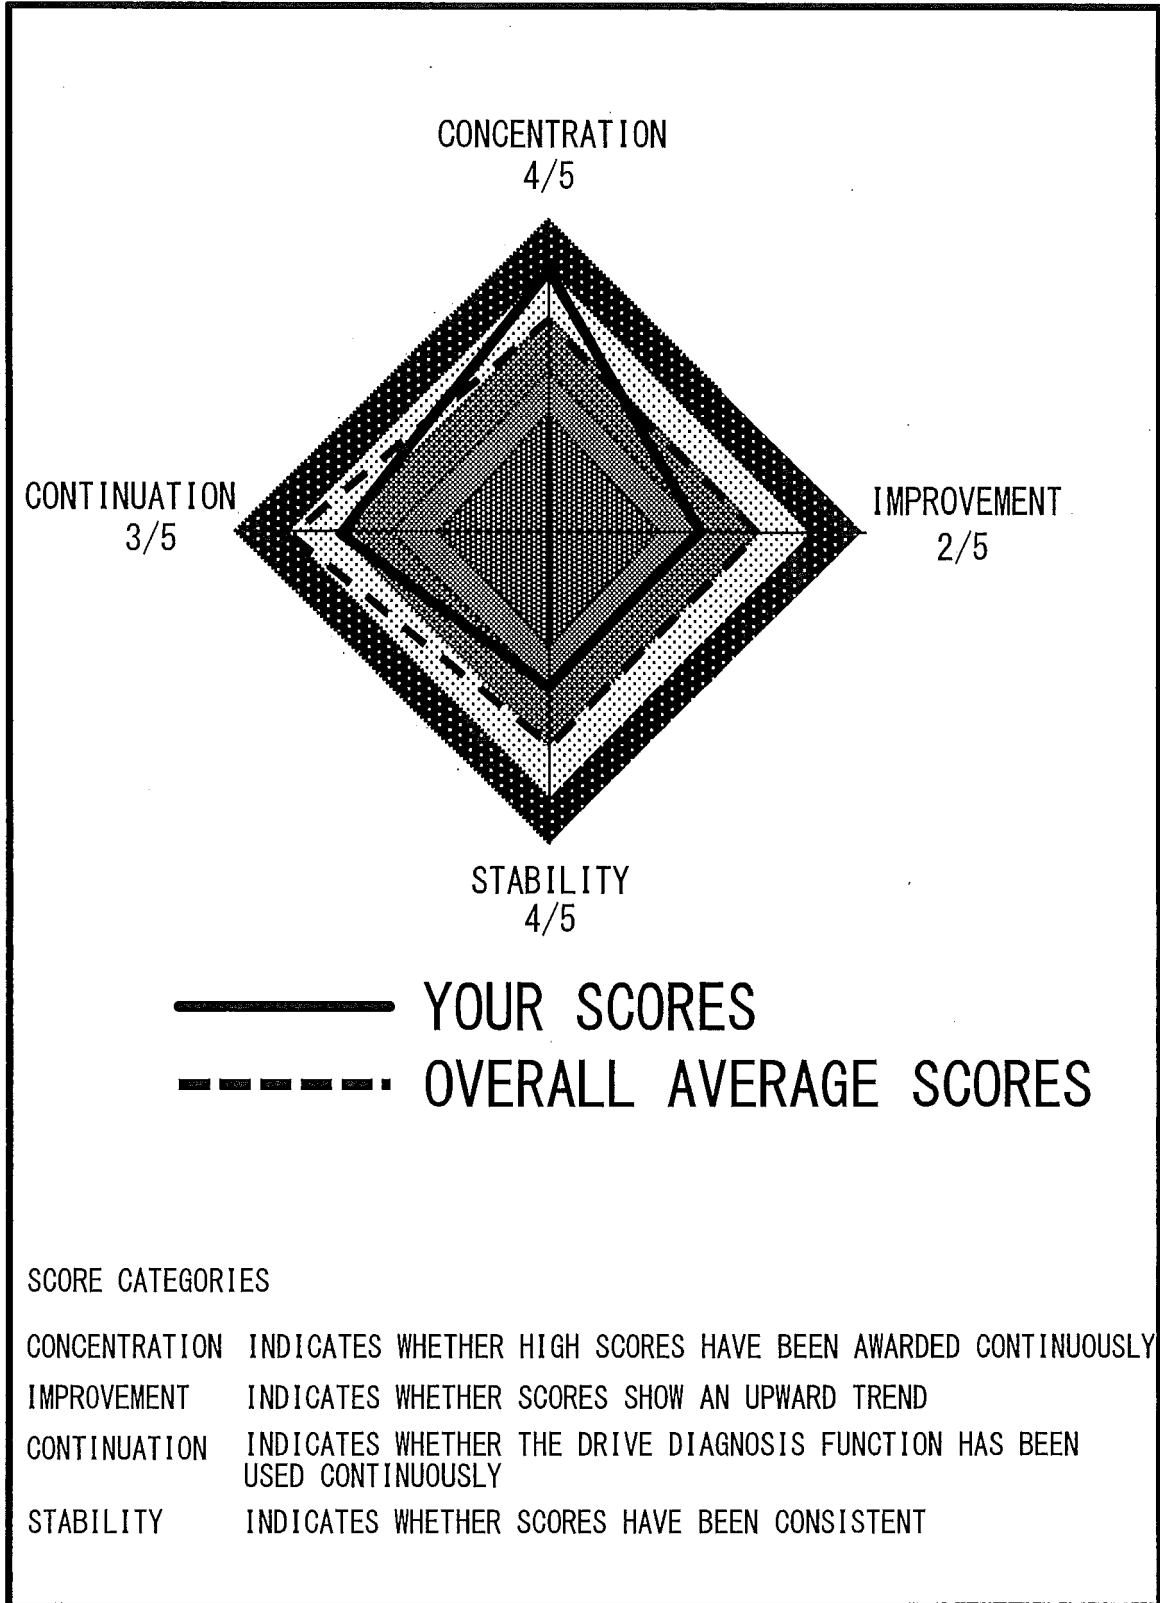 CONCENTRATION
4/5
CONTINUATION
3/5
IMPROVEMENT
2/5
STABILITY
4/5
YOUR SCORES
OVERALL AVERAGE SCORES
SCORE CATEGORIES
CONCENTRATION INDICATES WHETHER HIGH SCORES HAVE BEEN AWARDED CONTINUOUSLY
IMPROVEMENT INDICATES WHETHER SCORES SHOW AN UPWARD TREND
CONTINUATION INDICATES WHETHER THE DRIVE DIAGNOSIS FUNCTION HAS BEEN
USED CONTINUOUSLY
STABILITY INDICATES WHETHER SCORES HAVE BEEN CONSISTENT